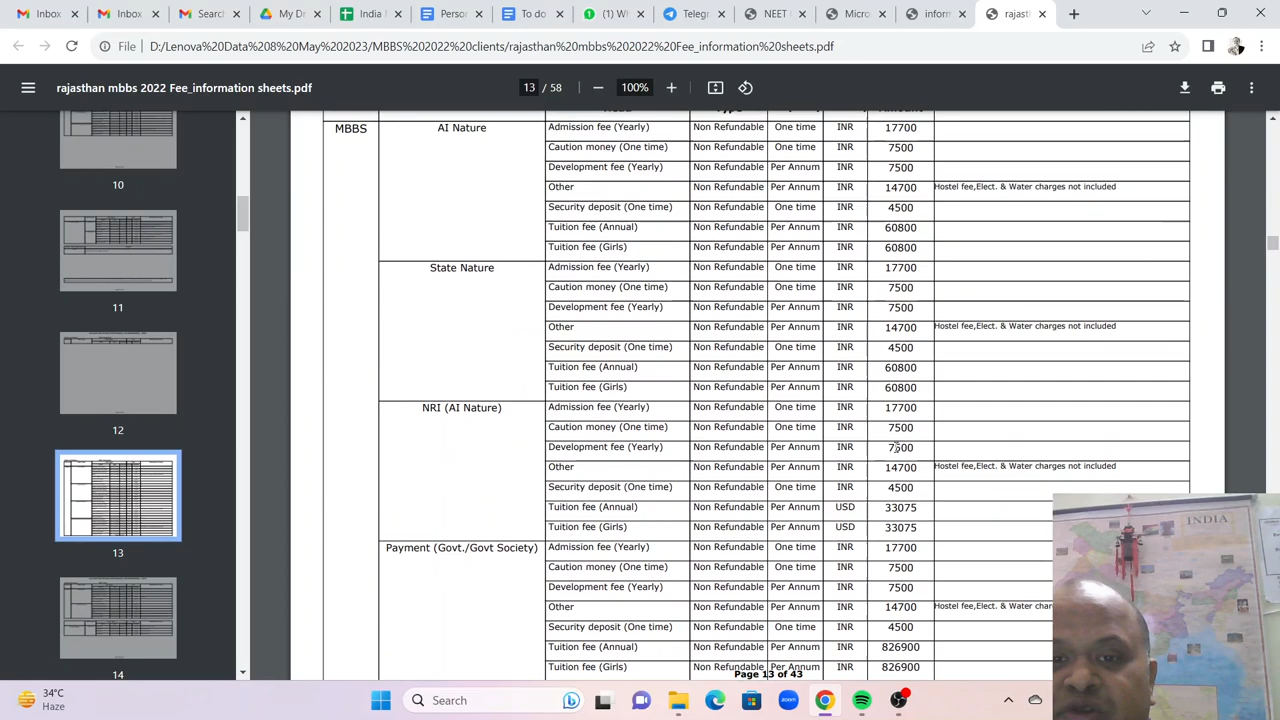 Inbox
Inbox
Search
My Dr
India N
Person
To do
(1) Wh
Telegr
NEET
Micro
inform
rajasth
File
D:/Lenova%20Data%208%20May%202023/MBBS%202022%20clients/rajasthan%20mbbs%202022%20Fee_information%20sheets.pdf
rajasthan mbbs 2022 Fee_information sheets.pdf
13 / 58
100%
10
11
12
13
14
MBBS
AI Nature
Admission fee (Yearly) Non Refundable One time INR 17700
Caution money (One time) Non Refundable One time INR 7500
Development fee (Yearly) Non Refundable Per Annum INR 7500
Other Non Refundable Per Annum INR 14700 Hostel fee,Elect. & Water charges not included
Security deposit (One time) Non Refundable One time INR 4500
Tuition fee (Annual) Non Refundable Per Annum INR 60800
Tuition fee (Girls) Non Refundable Per Annum INR 60800
State Nature
Admission fee (Yearly) Non Refundable One time INR 17700
Caution money (One time) Non Refundable One time INR 7500
Development fee (Yearly) Non Refundable Per Annum INR 7500
Other Non Refundable Per Annum INR 14700 Hostel fee,Elect. & Water charges not included
Security deposit (One time) Non Refundable One time INR 4500
Tuition fee (Annual) Non Refundable Per Annum INR 60800
Tuition fee (Girls) Non Refundable Per Annum INR 60800
NRI (AI Nature)
Admission fee (Yearly) Non Refundable One time INR 17700
Caution money (One time) Non Refundable One time INR 7500
Development fee (Yearly) Non Refundable Per Annum INR 7500
Other Non Refundable Per Annum INR 14700 Hostel fee,Elect. & Water charges not included
Security deposit (One time) Non Refundable One time INR 4500
Tuition fee (Annual) Non Refundable Per Annum USD 33075
Tuition fee (Girls) Non Refundable Per Annum USD 33075
Payment (Govt./Govt Society)
Admission fee (Yearly) Non Refundable One time INR 17700
Caution money (One time) Non Refundable One time INR 7500
Development fee (Yearly) Non Refundable Per Annum INR 7500
Other Non Refundable Per Annum INR 14700 Hostel fee,Elect. & Water cha
Security deposit (One time) Non Refundable One time INR 4500
Tuition fee (Annual) Non Refundable Per Annum INR 826900
Tuition fee (Girls) Non Refundable Per Annum INR 826900
Page 13 of 43
INDIA
34°C
Haze
Search
zoom